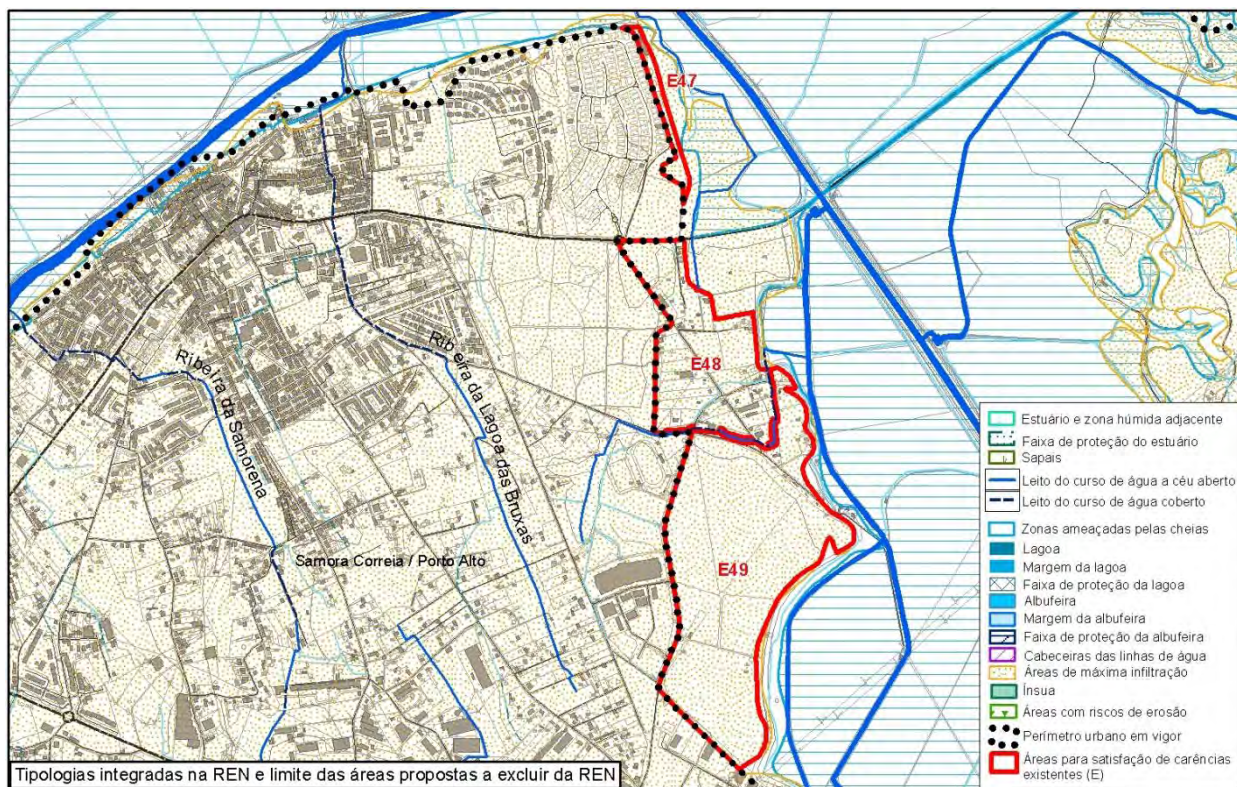 E47
E48
E49
Ribeira da Samorena
Ribeira da Lagoa das Bruxas
Samora Correia / Porto Alto
Estuário e zona húmida adjacente
Faixa de proteção do estuário
Sapais
Leito do curso de água a céu aberto
Leito do curso de água coberto
Zonas ameaçadas pelas cheias
Lagoa
Margem da lagoa
Faixa de proteção da lagoa
Albufeira
Margem da albufeira
Faixa de proteção da albufeira
Cabeceiras das linhas de água
Áreas de máxima infiltração
Ínsua
Áreas com riscos de erosão
Perímetro urbano em vigor
Áreas para satisfação de carências
existentes (E)
Tipologias integradas na REN e limite das áreas propostas a excluir da REN